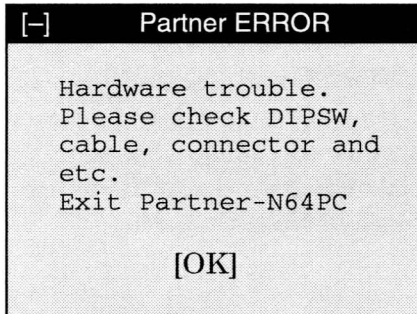 [–] Partner ERROR
Hardware trouble.
Please check DIPSW,
cable, connector and
etc.
Exit Partner-N64PC
[OK]